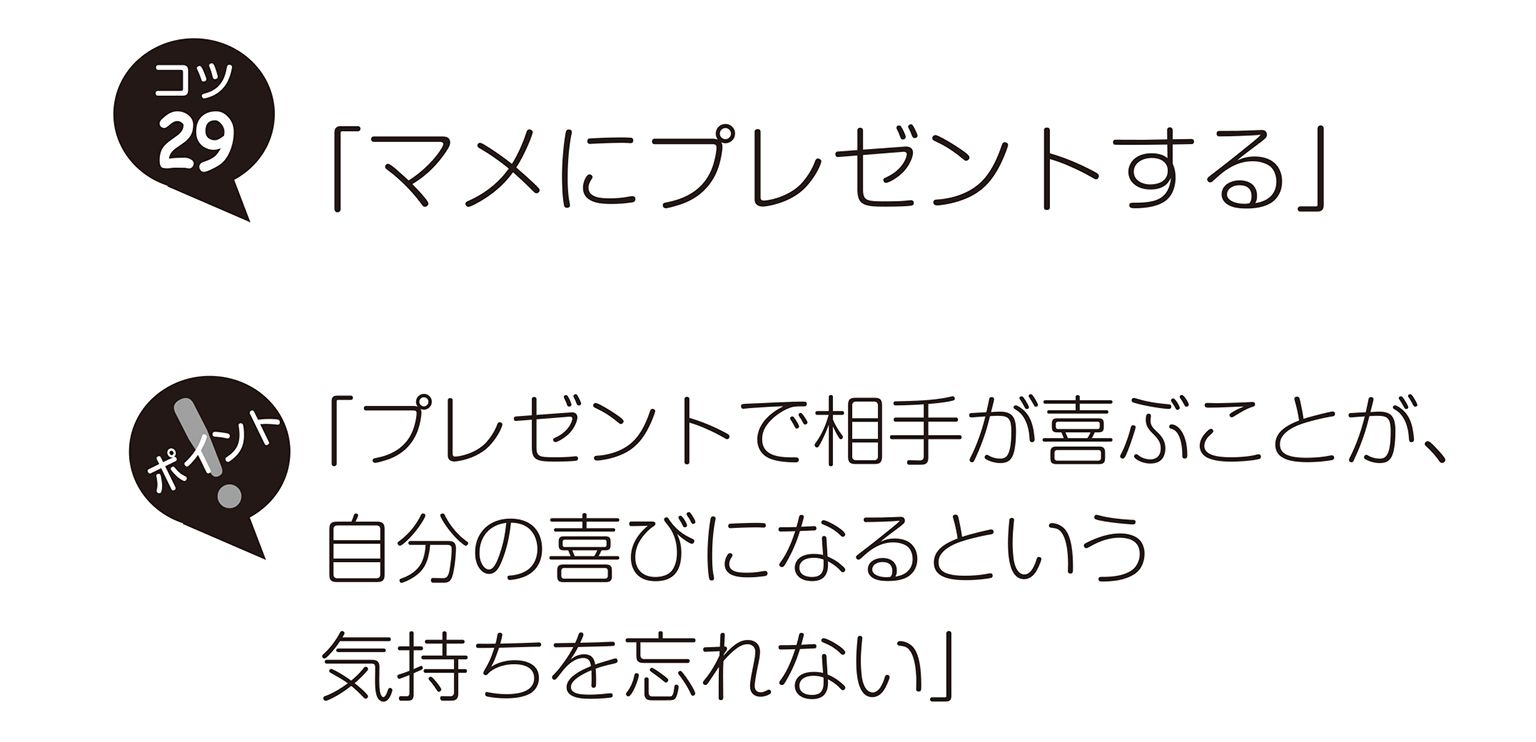 コツ
29
「マメにプレゼントする」
ポイント
「プレゼントで相手が喜ぶことが、
自分の喜びになるという
気持ちを忘れない」